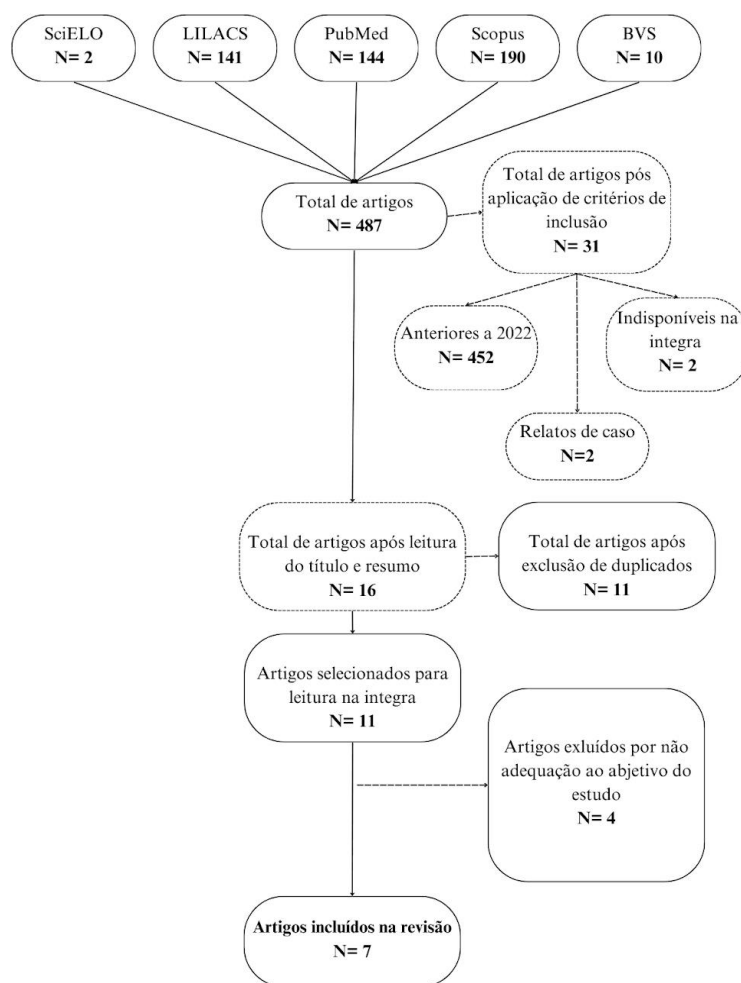 SciELO
N= 2
LILACS
N= 141
PubMed
N= 144
Scopus
N= 190
BVS
N= 10
Total de artigos
N= 487
Total de artigos pós
aplicação de critérios de
inclusão
N= 31
Anteriores a 2022
N= 452
Indisponíveis na
integra
N= 2
Relatos de caso
N=2
Total de artigos após leitura
do título e resumo
N= 16
Total de artigos após
exclusão de duplicados
N= 11
Artigos selecionados para
leitura na integra
N= 11
Artigos exluídos por não
adequação ao abjetivo do
estudo
N= 4
Artigos incluídos na revisão
N= 7